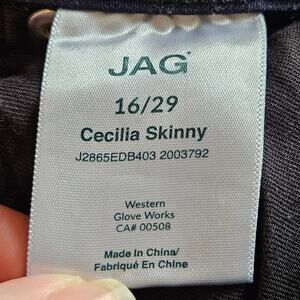 JAG
16/29
Cecilia Skinny
J2865EDB403 2003792
Western
Glove Works
CA# 00508
Made In China/
Fabriqué En Chine